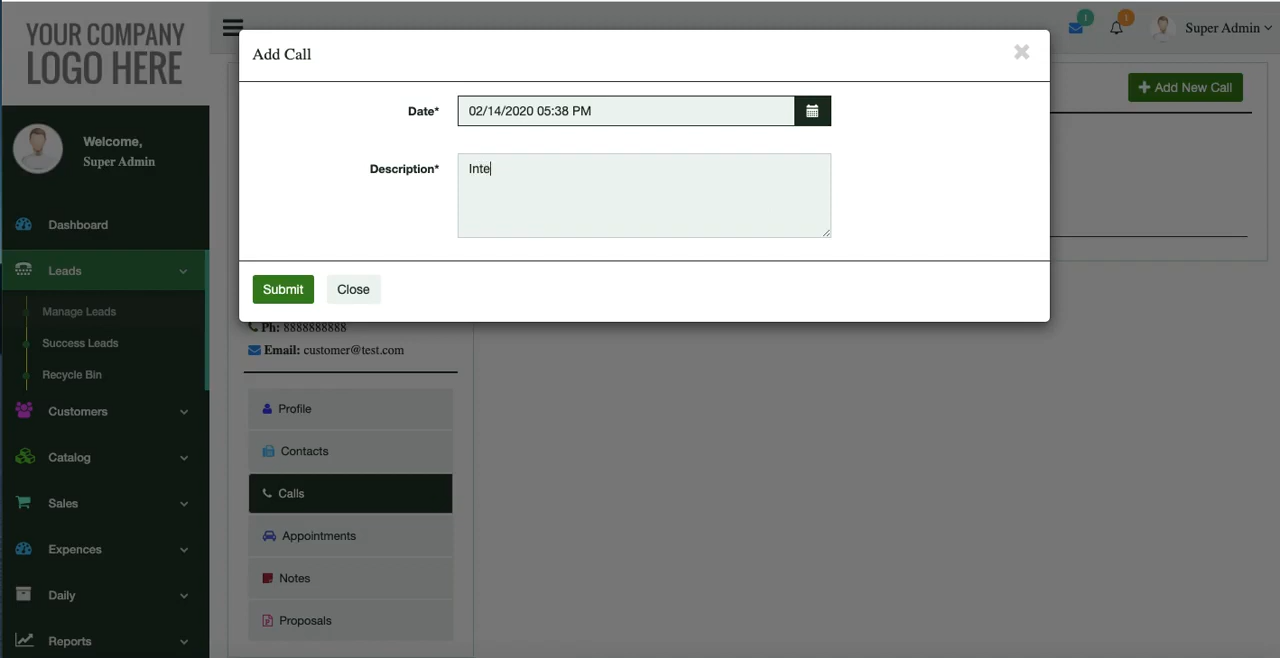 YOUR COMPANY
LOGO HERE
1
1
Super Admin
Add Call
Add New Call
Date*
02/14/2020 05:38 PM
Description*
Inte
Submit
Close
Welcome,
Super Admin
Dashboard
Leads
Manage Leads
Success Leads
Recycle Bin
Customers
Catalog
Sales
Expences
Daily
Reports
Ph: 8888888888
Email: customer@test.com
Profile
Contacts
Calls
Appointments
Notes
Proposals